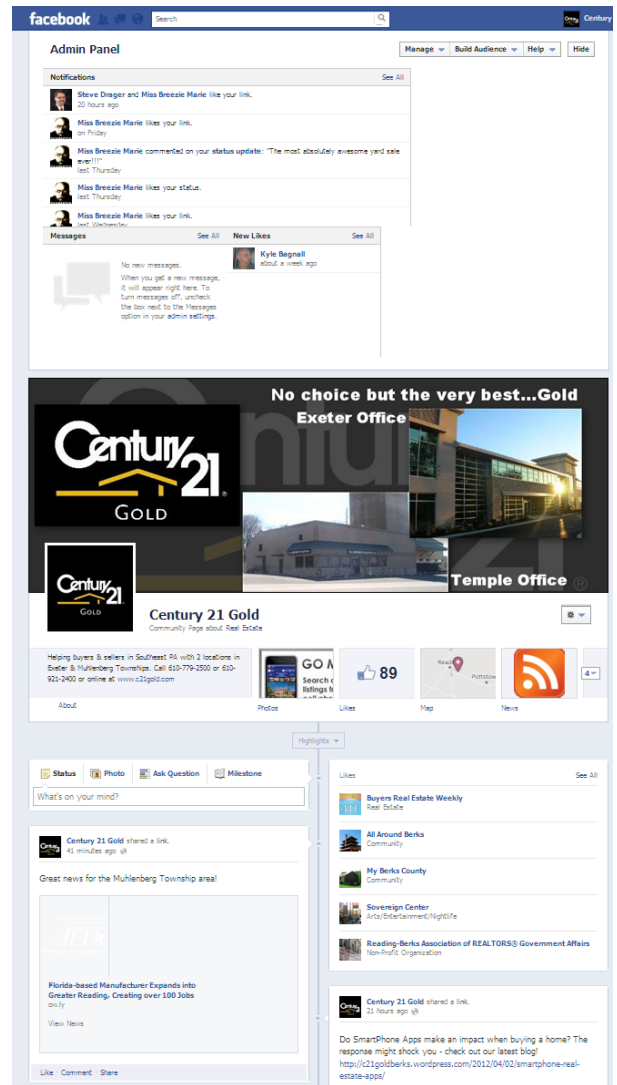 facebook
Search
Century
Admin Panel
Manage
Build Audience
Help
Hide
Notifications
See All
Steve Drager and Miss Breezie Marie like your link.
20 hours ago
Miss Breezie Marie likes your link.
on Friday
Miss Breezie Marie commented on your status update: "The most absolutely awesome yard sale
ever!!!"
last Thursday
Miss Breezie Marie likes your status.
last Thursday
Miss Breezie Marie likes your link.
last Wednesday
Messages
See All
No new messages.
When you get a new message,
it will appear right here. To
turn messages off, uncheck
the box next to the Messages
option in your admin settings.
New Likes
See All
Kyle Bagnall
about a week ago
No choice but the very best...Gold
Exeter Office
Century 21
GOLD
Temple Office
Century 21
GOLD
Century 21 Gold
Community Page about Real Estate
Helping buyers & sellers in Southeast PA with 2 locations in
Exeter & Muhlenberg Townships. Call 610-779-2500 or 610-
921-2400 or online at www.c21gold.com
About
GO
Search
listings
Photos
89
Likes
Read
Pottstow
Map
News
4
Highlights
Status
Photo
Ask Question
Milestone
What's on your mind?
Century 21 Gold shared a link.
41 minutes ago
Great news for the Muhlenberg Township area!
Florida-based Manufacturer Expands into
Greater Reading, Creating over 100 Jobs
ow.ly
View News
Like · Comment · Share
Likes
See All
Buyers Real Estate Weekly
Real Estate
All Around Berks
Community
My Berks County
Community
Sovereign Center
Arts/Entertainment/Nightlife
Reading-Berks Association of REALTORS® Government Affairs
Non-Profit Organization
Century 21 Gold shared a link.
21 hours ago
Do SmartPhone Apps make an impact when buying a home? The
response might shock you - check out our latest blog!
http://c21goldberks.wordpress.com/2012/04/02/smartphone-real-
estate-apps/